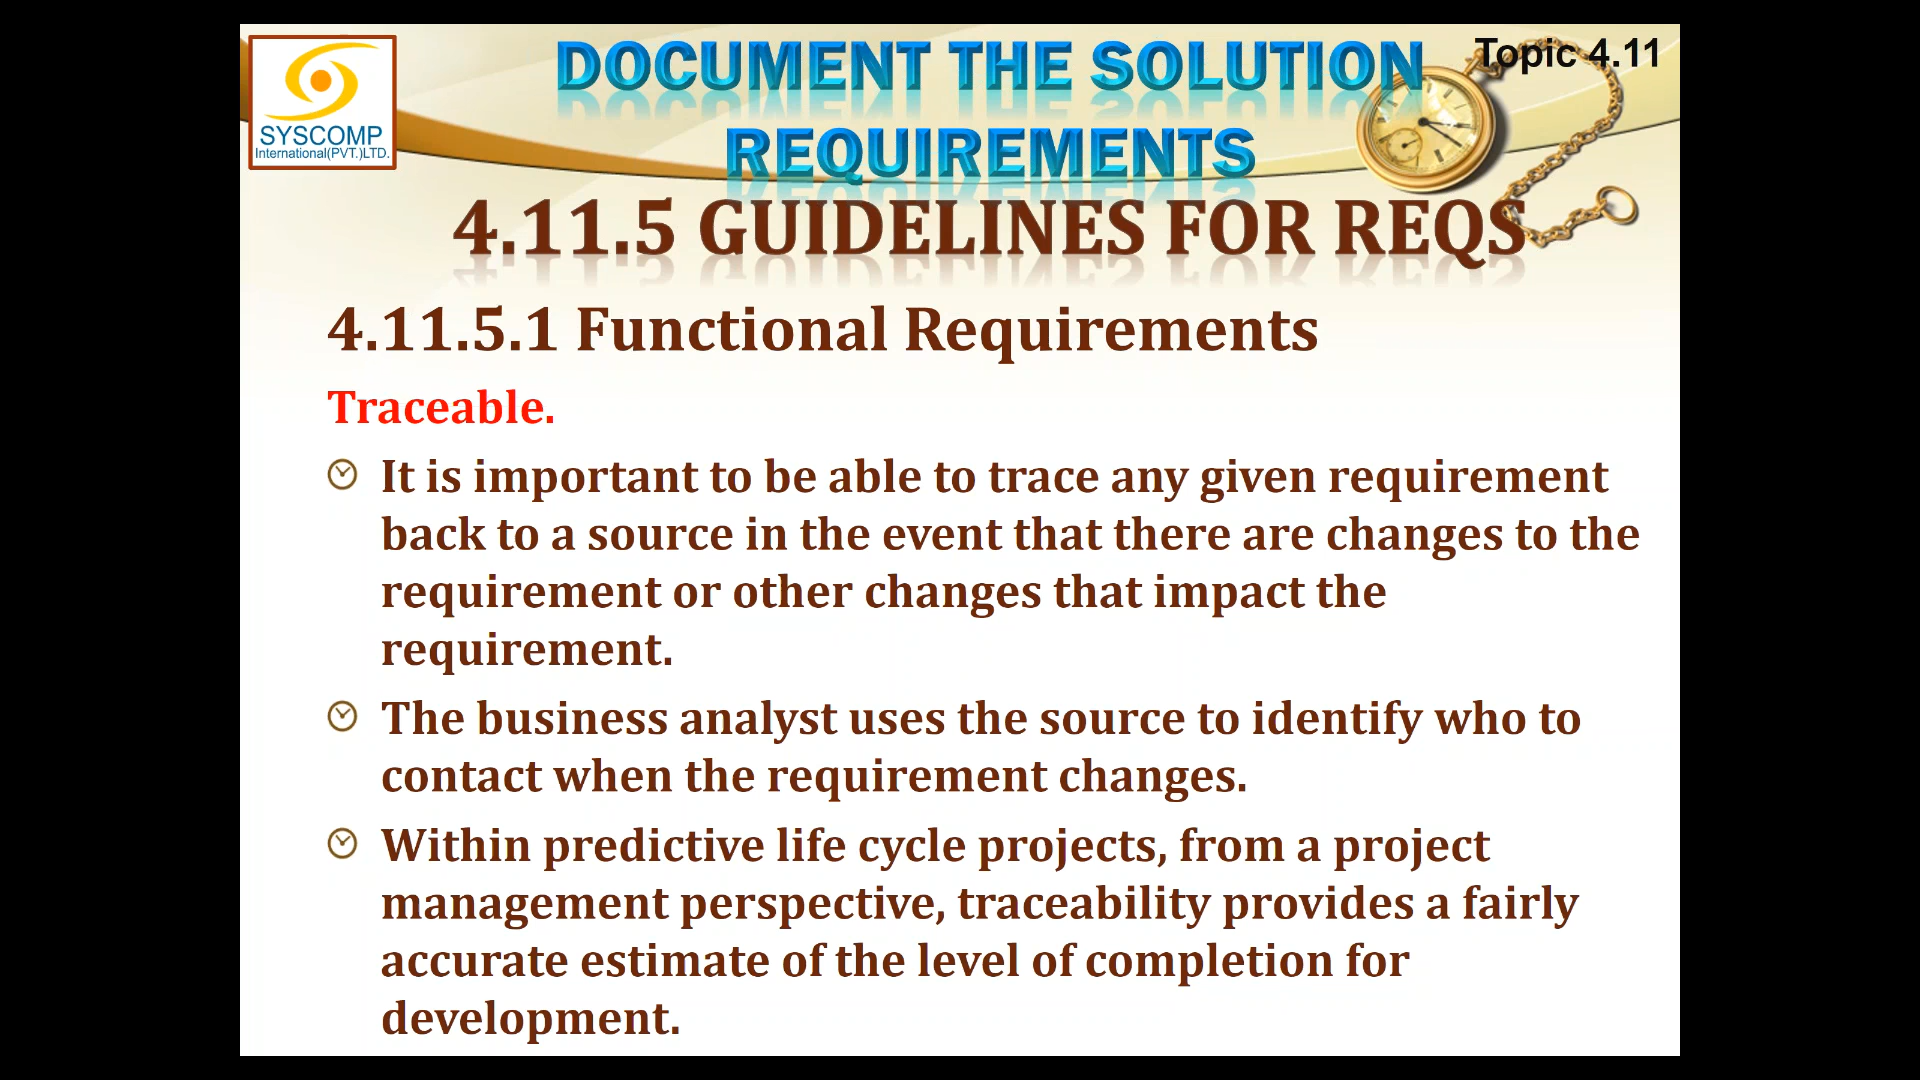 SYSCOMP
International(PVT.)LTD.
DOCUMENT THE SOLUTION
REQUIREMENTS
Topic 4.11
4.11.5 GUIDELINES FOR REQS
4.11.5.1 Functional Requirements
Traceable.
It is important to be able to trace any given requirement
back to a source in the event that there are changes to the
requirement or other changes that impact the
requirement.
The business analyst uses the source to identify who to
contact when the requirement changes.
Within predictive life cycle projects, from a project
management perspective, traceability provides a fairly
accurate estimate of the level of completion for
development.